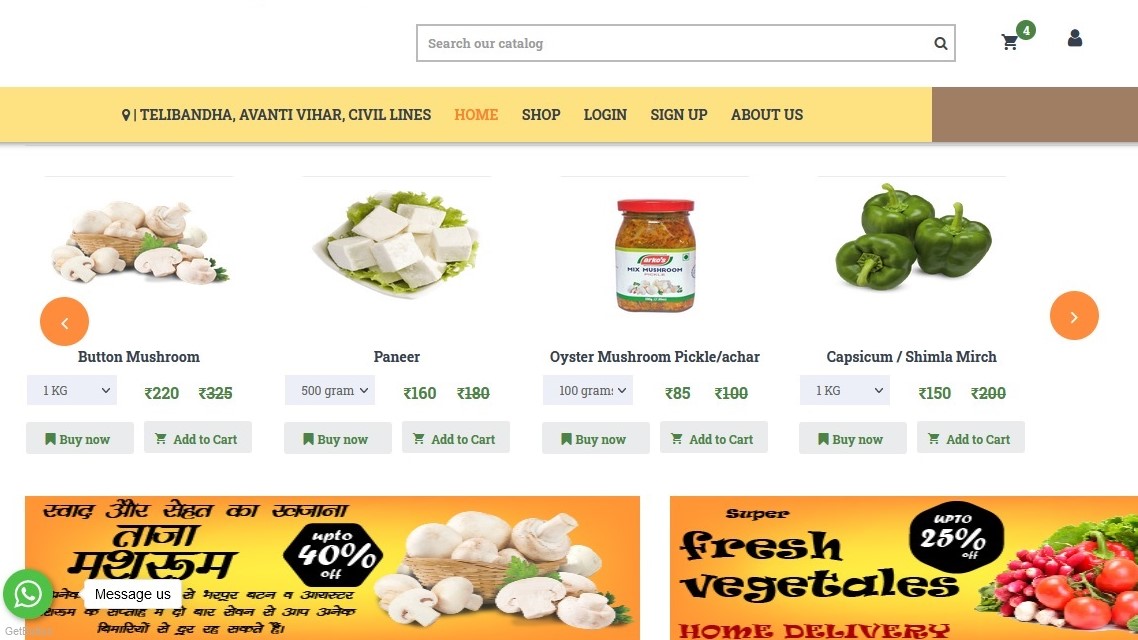 Search our catalog
4
| TELIBANDHA, AVANTI VIHAR, CIVIL LINES HOME SHOP LOGIN SIGN UP ABOUT US
MIX MUSHROOM
PICKLE
Button Mushroom Paneer Oyster Mushroom Pickle/achar Capsicum / Shimla Mirch
1 KG ₹220 ₹325 500 gram ₹160 ₹180 100 grams ₹85 ₹100 1 KG ₹150 ₹200
Buy now Add to Cart Buy now Add to Cart Buy now Add to Cart Buy now Add to Cart
स्वाद और सेहत का खजाना
ताजा
मशरूम
upto
40%
off
से भरपूर बटन व आयस्टर
के सप्ताह में दो बार सेवन से आप अनेक
बिमारियों से दूर रह सकते हैं।
Super
fresh
vegetales
UPTO
25%
off
HOME DELIVERY
Message us